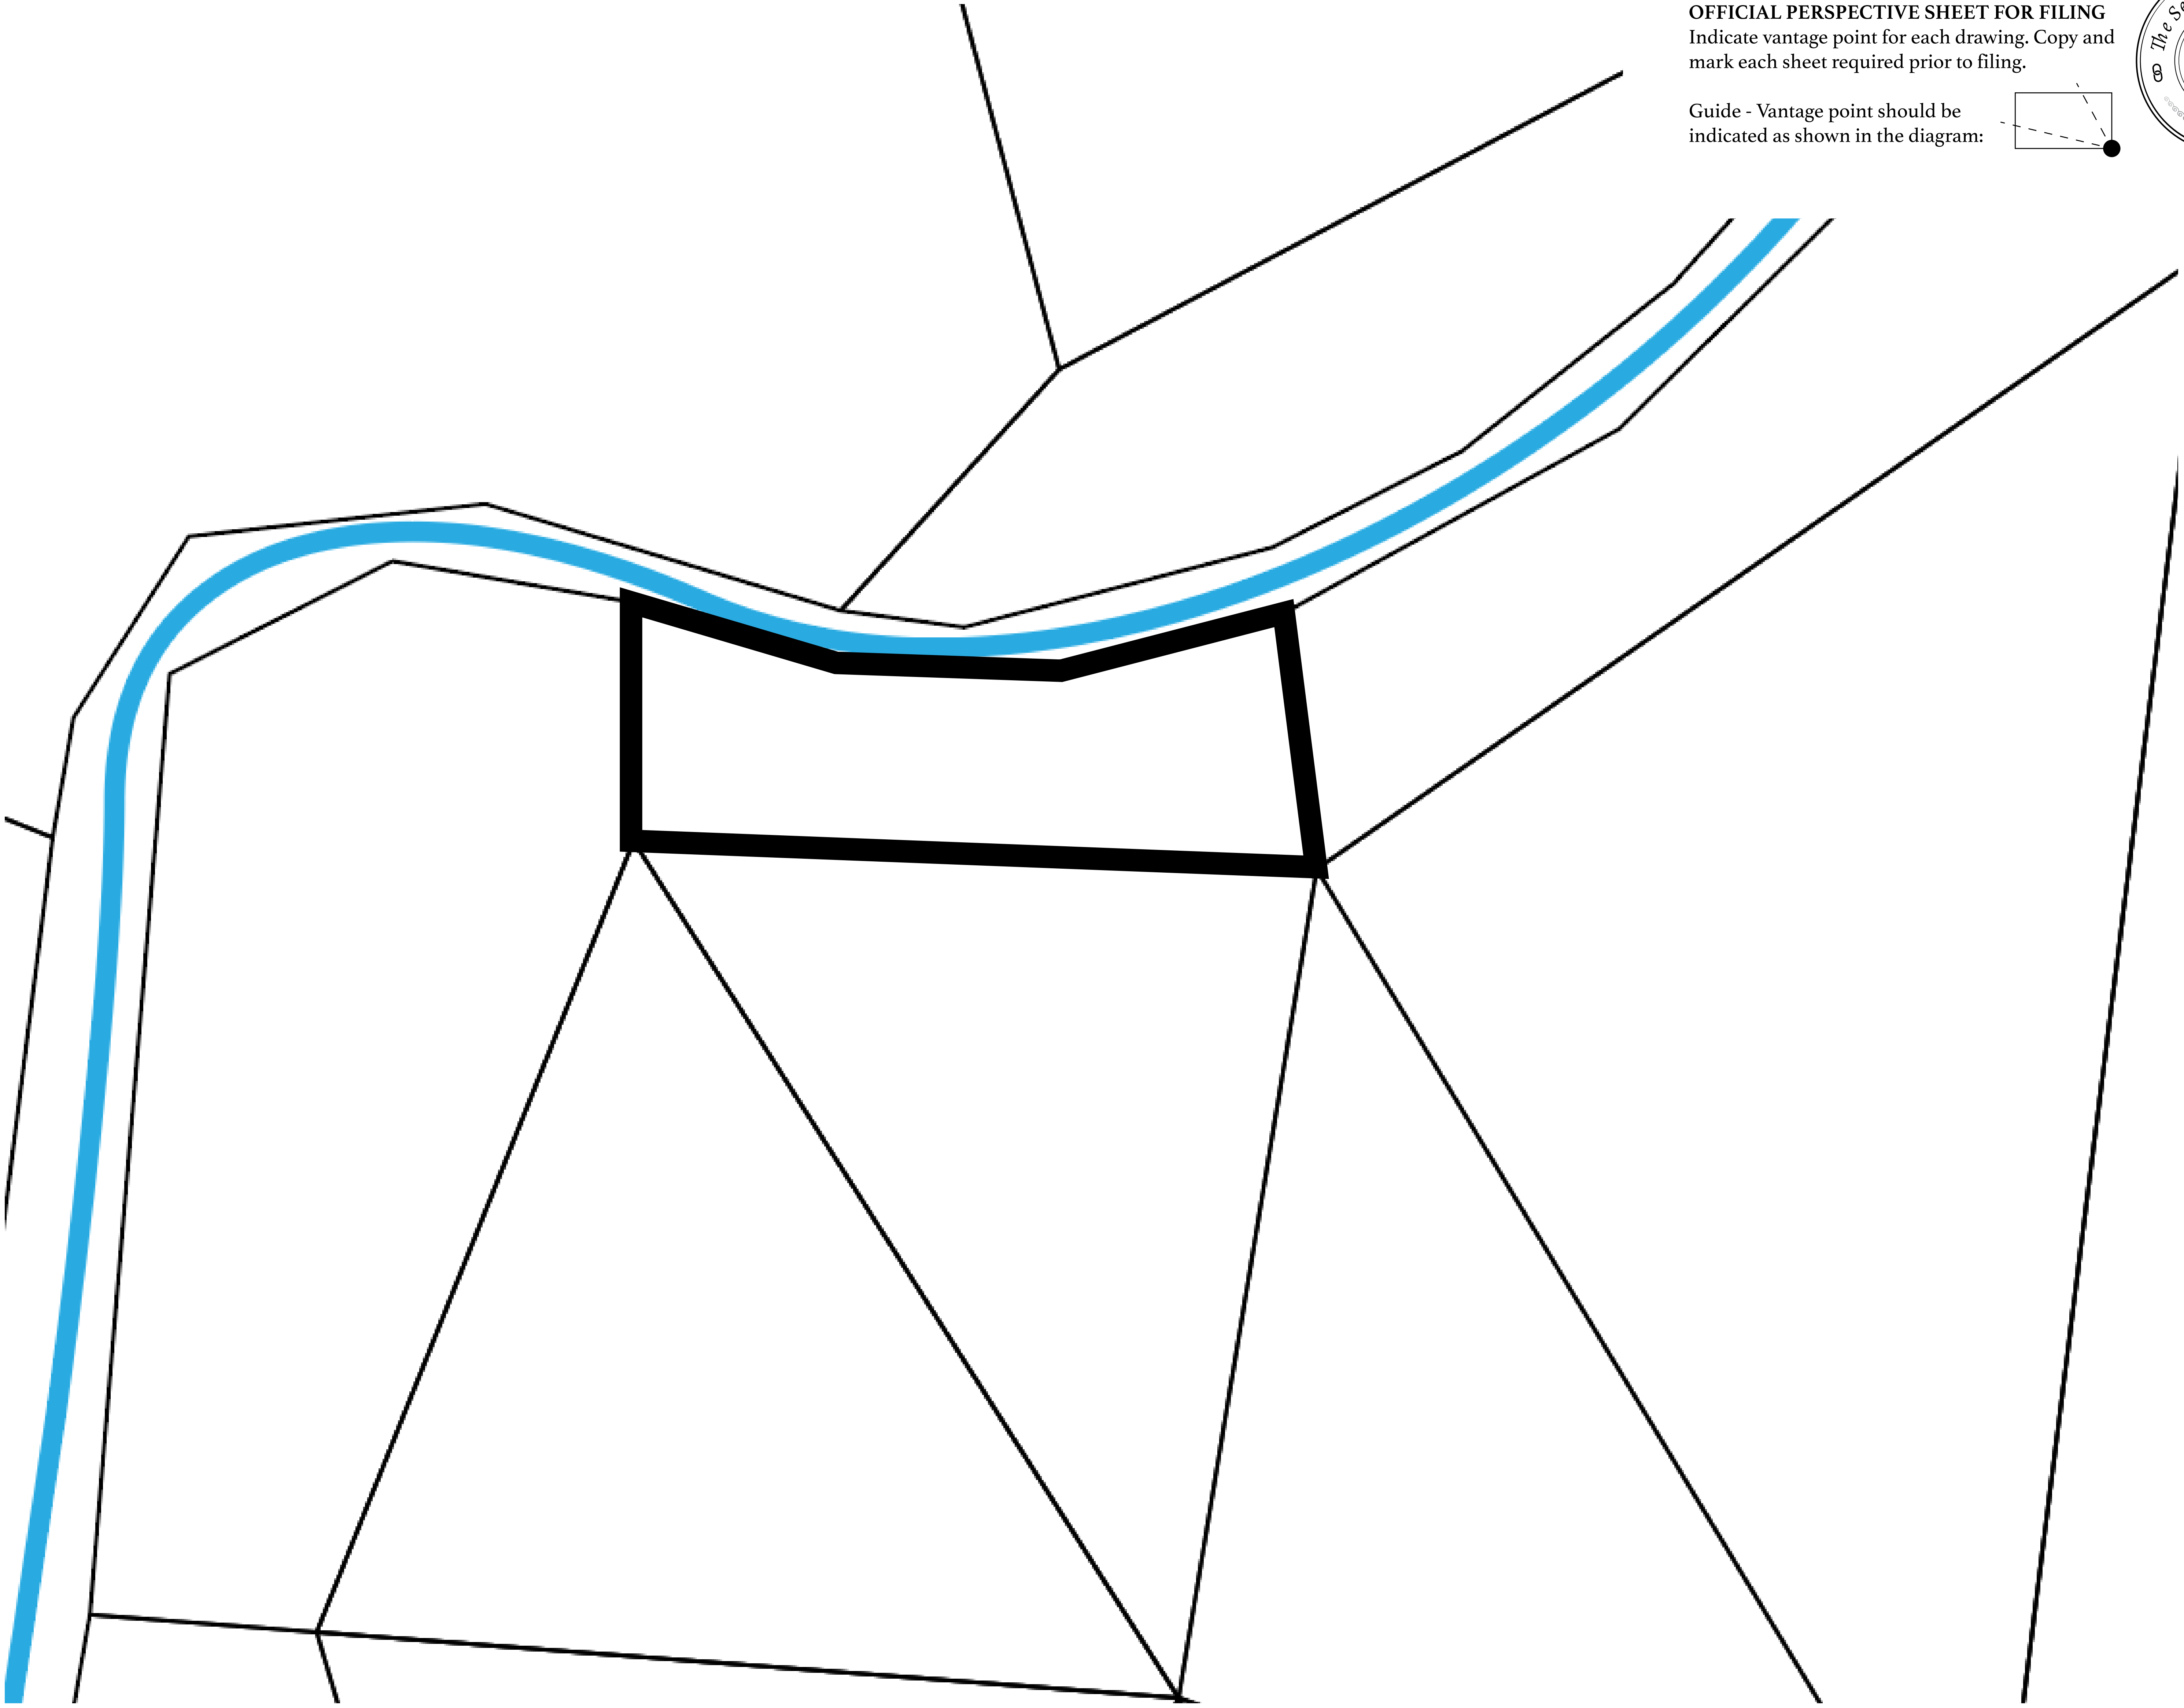 OFFICIAL PERSPECTIVE SHEET FOR FILING
Indicate vantage point for each drawing. Copy and
mark each sheet required prior to filing.
Guide - Vantage point should be
indicated as shown in the diagram:
The